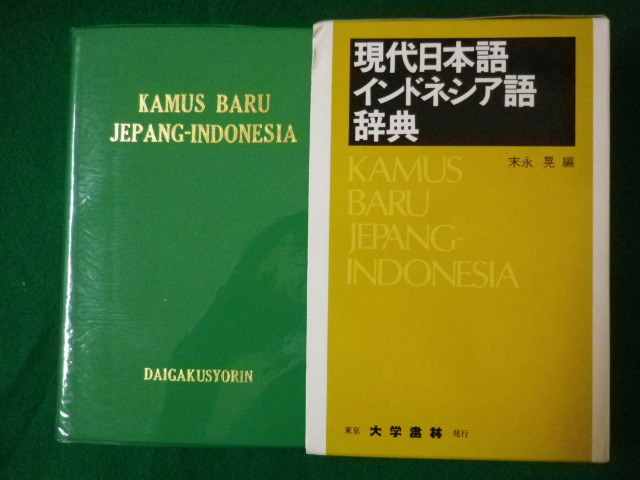 KAMUS BARU
JEPANG-INDONESIA
DAIGAKUSYORIN
現代日本語
インドネシア語
辞典
末永 晃 編
KAMUS
BARU
JEPANG-
INDONESIA
東京 大学書林 発行